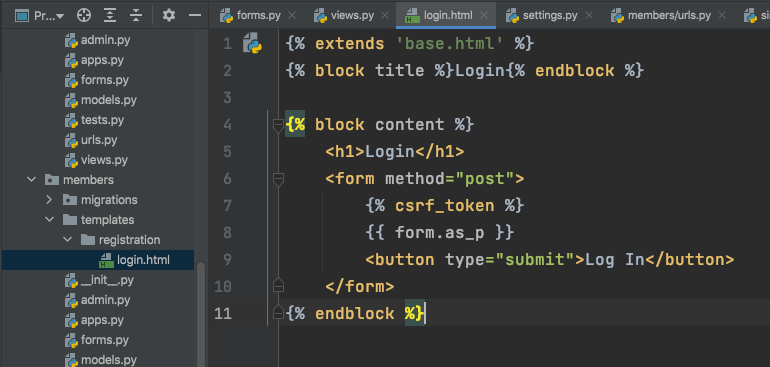 Pr...
forms.py
views.py
login.html
settings.py
members/urls.py
admin.py
apps.py
forms.py
models.py
tests.py
urls.py
views.py
members
migrations
templates
registration
login.html
__init__.py
admin.py
apps.py
forms.py
models.py
1 {% extends 'base.html' %}
2 {% block title %}Login{% endblock %}
3
4 {% block content %}
5 <h1>Login</h1>
6 <form method="post">
7 {% csrf_token %}
8 {{ form.as_p }}
9 <button type="submit">Log In</button>
10 </form>
11 {% endblock %}